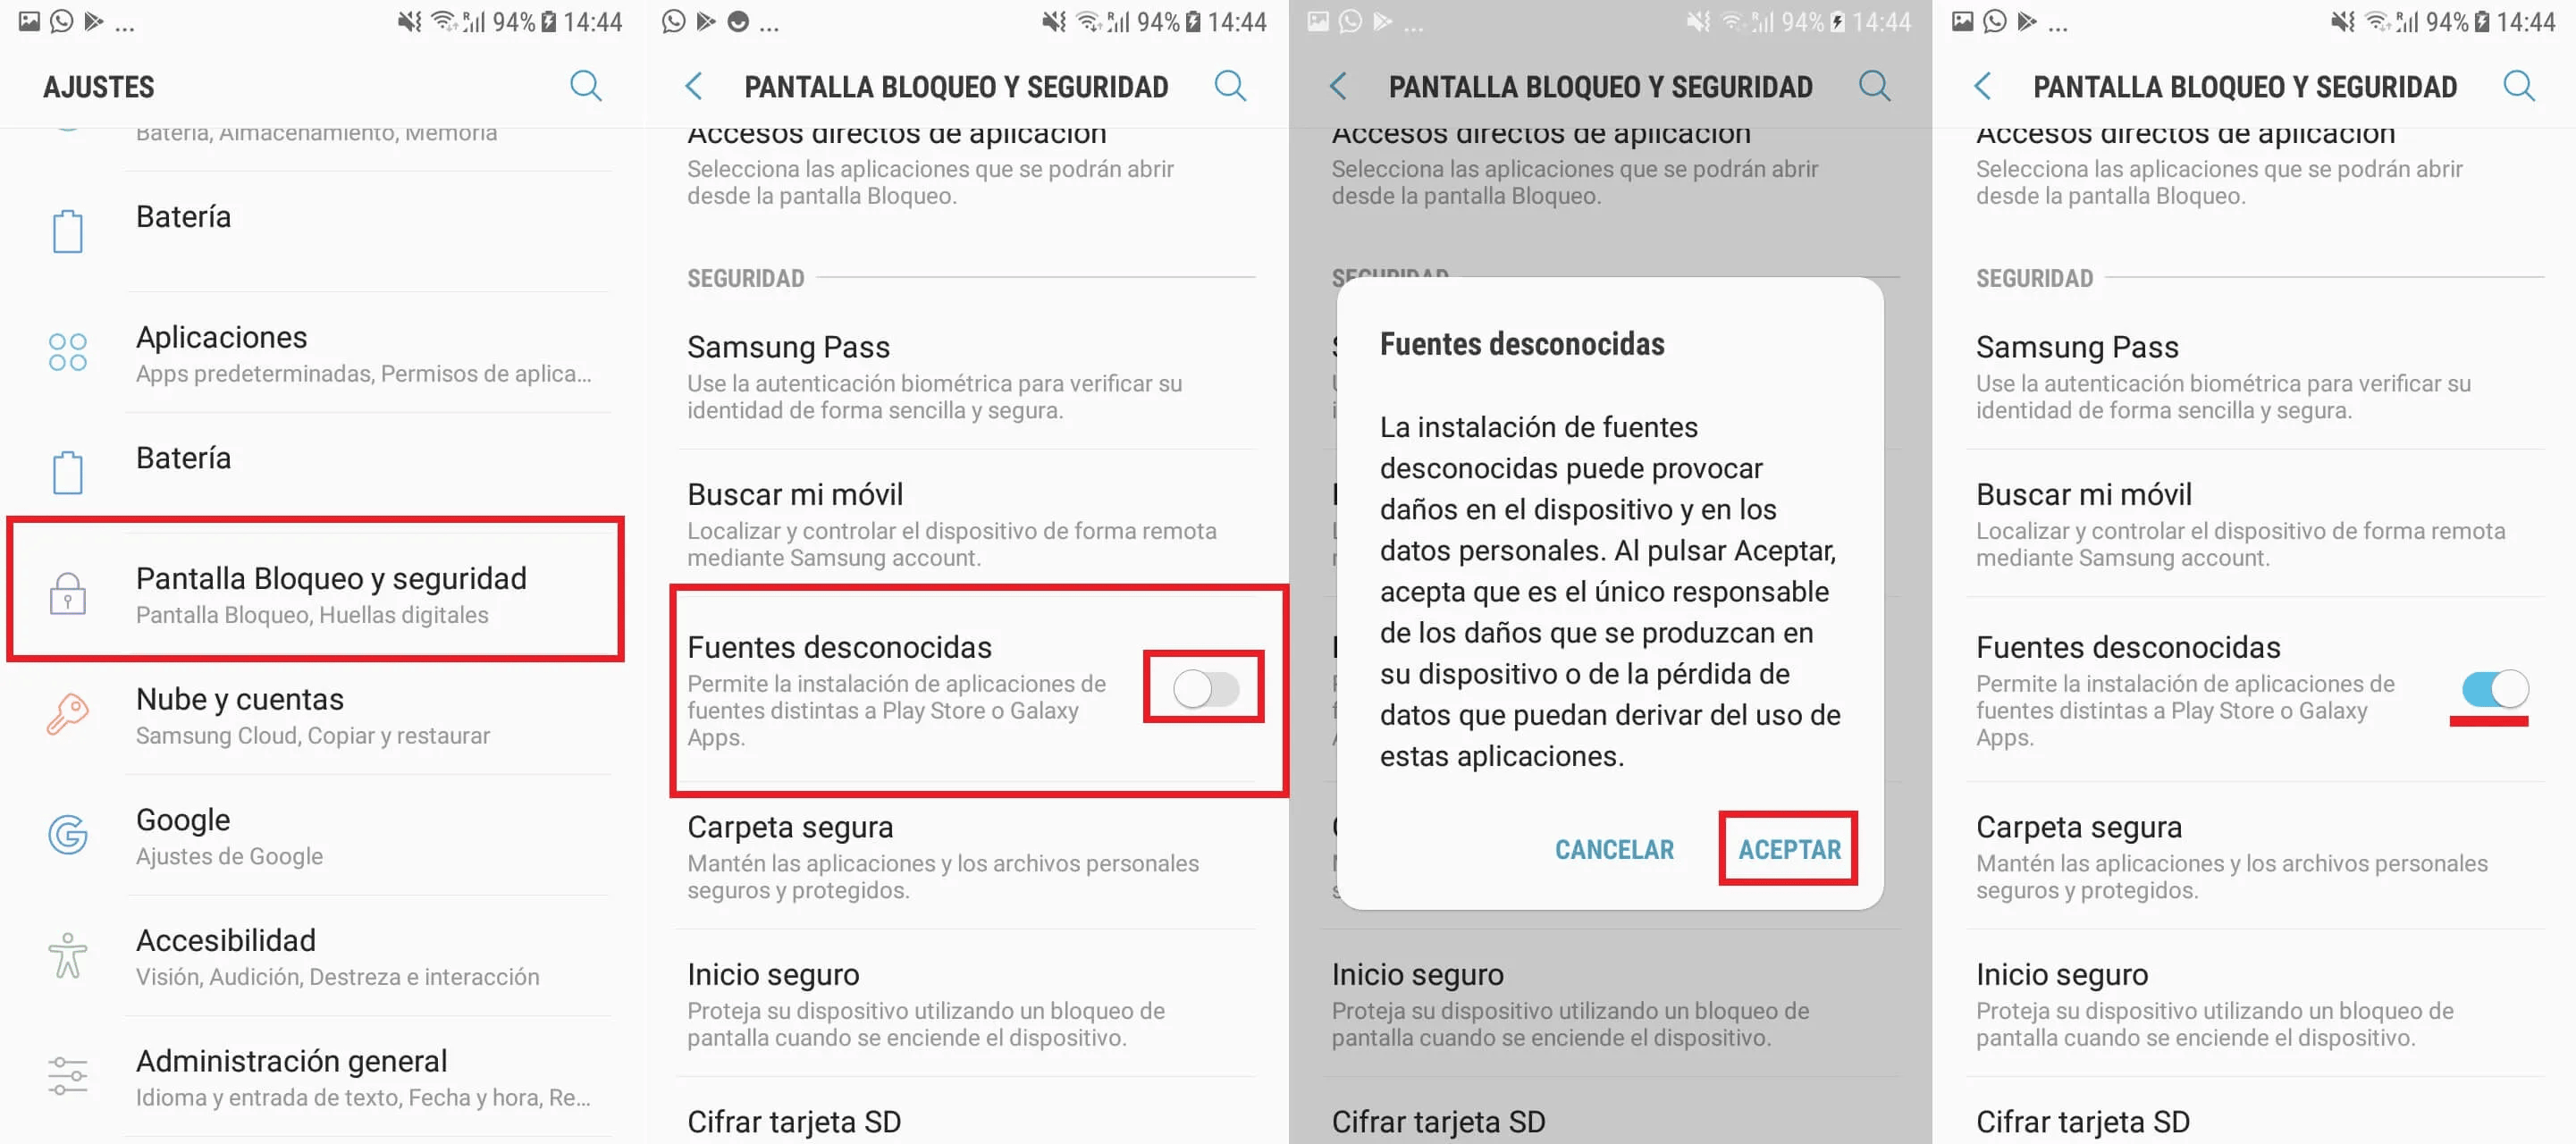 ... 94% 14:44
AJUSTES
Batería, Almacenamiento, Memoria
Batería
Aplicaciones
Apps predeterminadas, Permisos de aplica...
Batería
Pantalla Bloqueo y seguridad
Pantalla Bloqueo, Huellas digitales
Nube y cuentas
Samsung Cloud, Copiar y restaurar
Google
Ajustes de Google
Accesibilidad
Visión, Audición, Destreza e interacción
Administración general
Idioma y entrada de texto, Fecha y hora, Re...
... R 94% 14:44
PANTALLA BLOQUEO Y SEGURIDAD
Accesos directos de aplicación
Selecciona las aplicaciones que se podrán abrir
desde la pantalla Bloqueo.
SEGURIDAD
Samsung Pass
Use la autenticación biométrica para verificar su
identidad de forma sencilla y segura.
Buscar mi móvil
Localizar y controlar el dispositivo de forma remota
mediante Samsung account.
Fuentes desconocidas
Permite la instalación de aplicaciones de
fuentes distintas a Play Store o Galaxy
Apps.
Carpeta segura
Mantén las aplicaciones y los archivos personales
seguros y protegidos.
Inicio seguro
Proteja su dispositivo utilizando un bloqueo de
pantalla cuando se enciende el dispositivo.
Cifrar tarjeta SD
... R 94% 14:44
PANTALLA BLOQUEO Y SEGURIDAD
Accesos directos de aplicación
Selecciona las aplicaciones que se podrán abrir
desde la pantalla Bloqueo.
SEGURIDAD
Fuentes desconocidas
La instalación de fuentes
desconocidas puede provocar
daños en el dispositivo y en los
datos personales. Al pulsar Aceptar,
acepta que es el único responsable
de los daños que se produzcan en
su dispositivo o de la pérdida de
datos que puedan derivar del uso de
estas aplicaciones.
CANCELAR ACEPTAR
Inicio seguro
Proteja su dispositivo utilizando un bloqueo de
pantalla cuando se enciende el dispositivo.
Cifrar tarjeta SD
... R 94% 14:44
PANTALLA BLOQUEO Y SEGURIDAD
Accesos directos de aplicación
Selecciona las aplicaciones que se podrán abrir
desde la pantalla Bloqueo.
SEGURIDAD
Samsung Pass
Use la autenticación biométrica para verificar su
identidad de forma sencilla y segura.
Buscar mi móvil
Localizar y controlar el dispositivo de forma remota
mediante Samsung account.
Fuentes desconocidas
Permite la instalación de aplicaciones de
fuentes distintas a Play Store o Galaxy
Apps.
Carpeta segura
Mantén las aplicaciones y los archivos personales
seguros y protegidos.
Inicio seguro
Proteja su dispositivo utilizando un bloqueo de
pantalla cuando se enciende el dispositivo.
Cifrar tarjeta SD